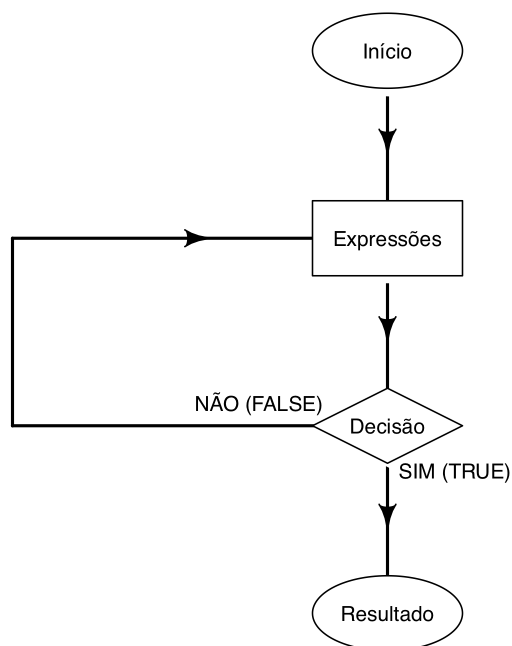 Início
Expressões
NÃO (FALSE)
Decisão
SIM (TRUE)
Resultado